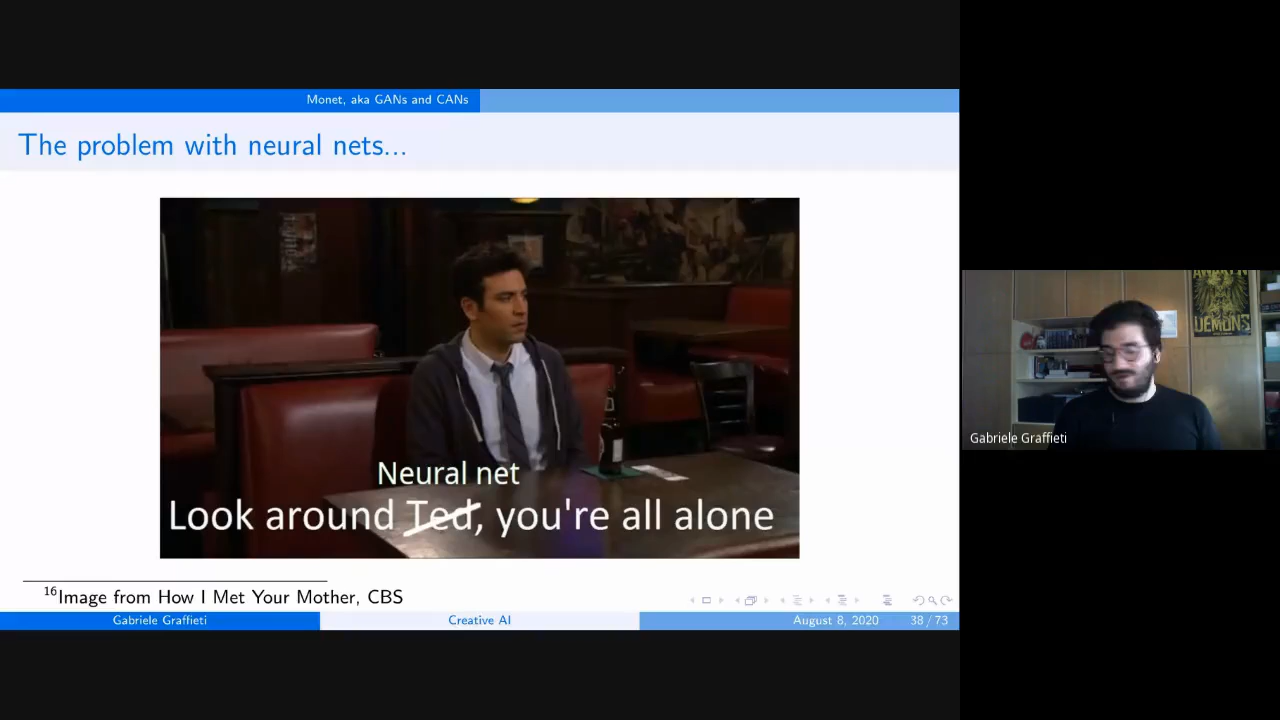 Monet, aka GANs and CANs
The problem with neural nets...
Neural net
Look around Ted, you're all alone
16Image from How I Met Your Mother, CBS
Gabriele Graffieti
Creative AI
August 8, 2020
38 / 73
DEMONS
Gabriele Graffieti